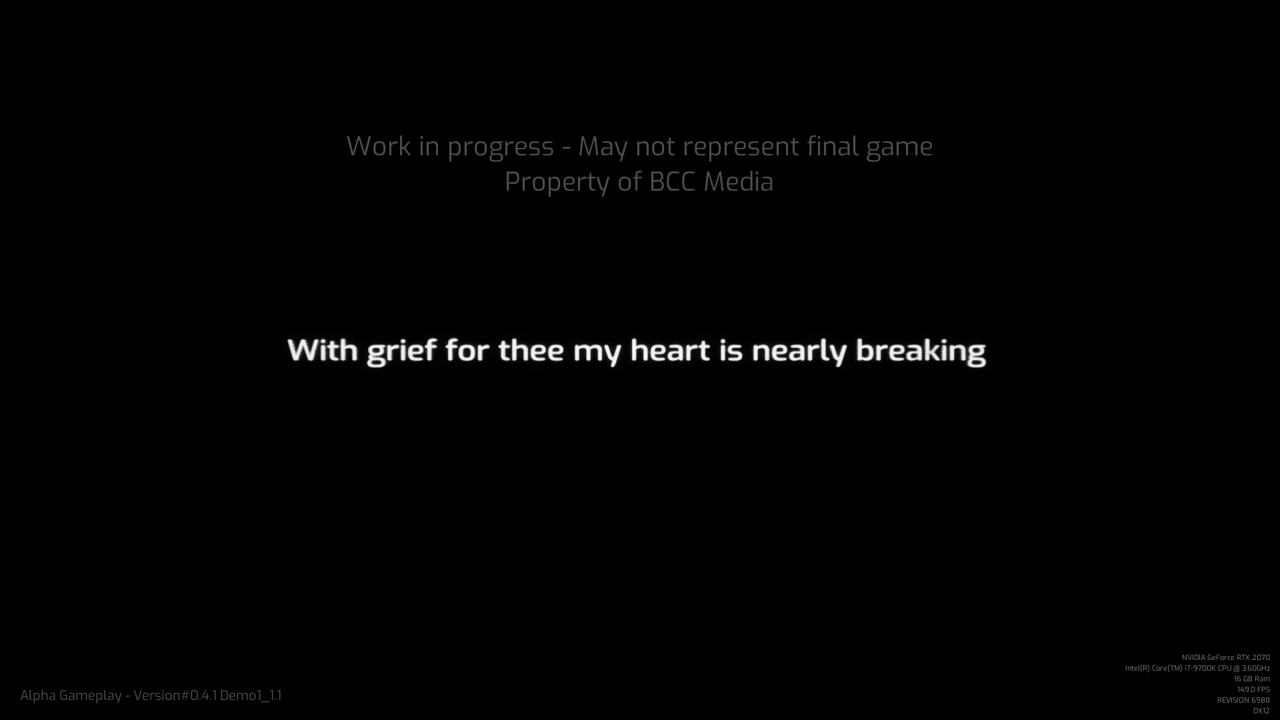 Work in progress - May not represent final game
Property of BCC Media
With grief for thee my heart is nearly breaking
NVIDIA GeForce RTX 2070
Intel(R) Core(TM) i7-9700K CPU @ 3.60GHz
16 GB Ram
149.0 FPS
REVISION 6988
DX12
Alpha Gameplay - Version#0.4.1 Demo1_1.1